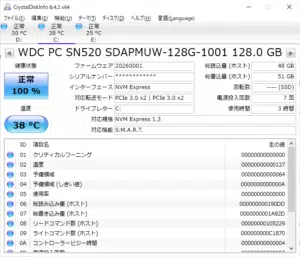 CrystalDiskInfo 8.4.2 x64
ファイル(F) 編集(E) 機能(U) テーマ(T) ディスク(D) ヘルプ(H) 言語(Language)
正常 正常 正常
30 °C 38 °C 25 °C
D: C: E:
WDC PC SN520 SDAPMUW-128G-1001 128.0 GB
健康状態
正常
100 %
温度
38 °C
ファームウェア 20260001
シリアルナンバー ************
インターフェース NVM Express
対応転送モード PCIe 3.0 x2 | PCIe 3.0 x2
ドライブレター C:
対応規格 NVM Express 1.3
対応機能 S.M.A.R.T.
総読込量 (ホスト) 48 GB
総書込量 (ホスト) 51 GB
回転数 ---- (SSD)
電源投入回数 7 回
使用時間 3 時間
ID 項目名 生の値
01 クリティカルワーニング 00000000000000
02 温度 00000000000137
03 予備領域 00000000000064
04 予備領域 (しきい値) 0000000000000A
05 使用率 00000000000000
06 総読み込み量 (ホスト) 000000000190DD
07 総書き込み量 (ホスト) 0000000001A82D
08 リードコマンド数 (ホスト)
09 ライトコマンド数 (ホスト)
0A コントローラービジー時間